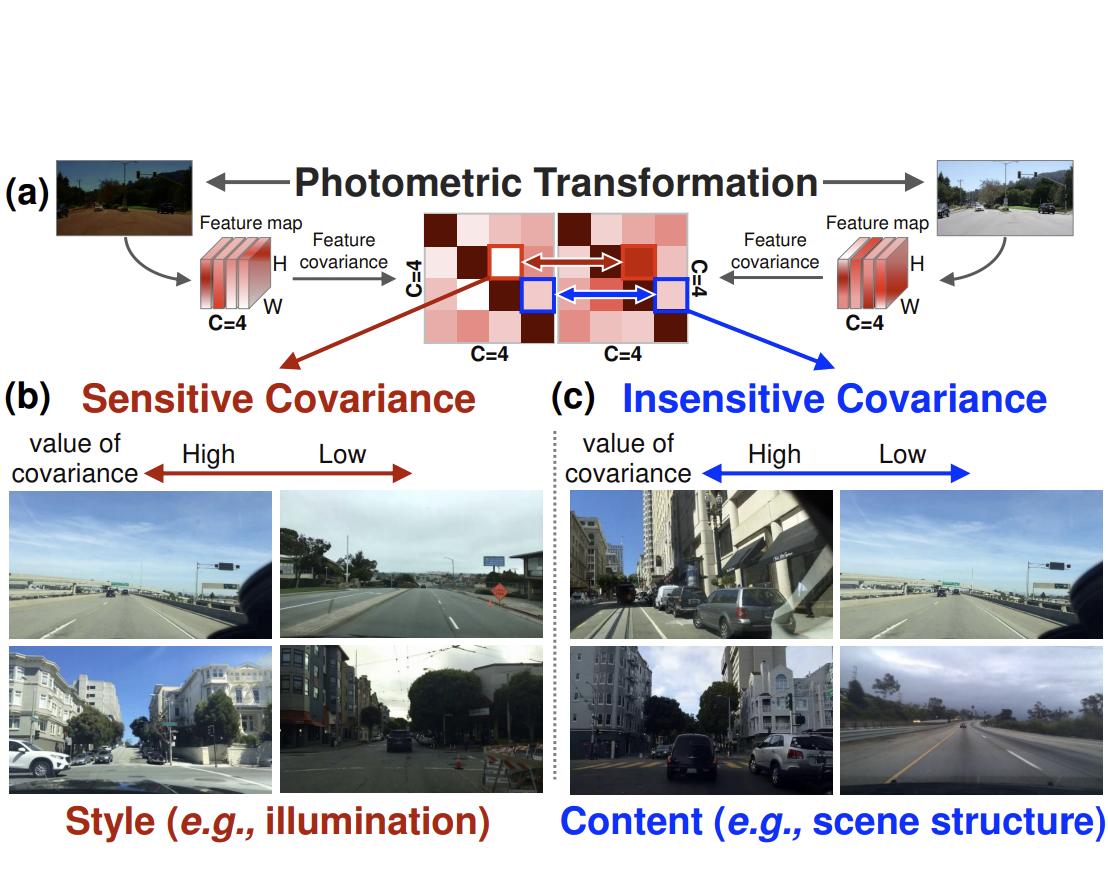 (a)
Photometric Transformation
Feature map
Feature
covariance
H
W
C=4
C=4
C=4
C=4
C=4
Feature map
Feature
covariance
H
W
C=4
(b) Sensitive Covariance
value of
covariance
High
Low
(c) Insensitive Covariance
value of
covariance
High
Low
Style (e.g., illumination)
Content (e.g., scene structure)